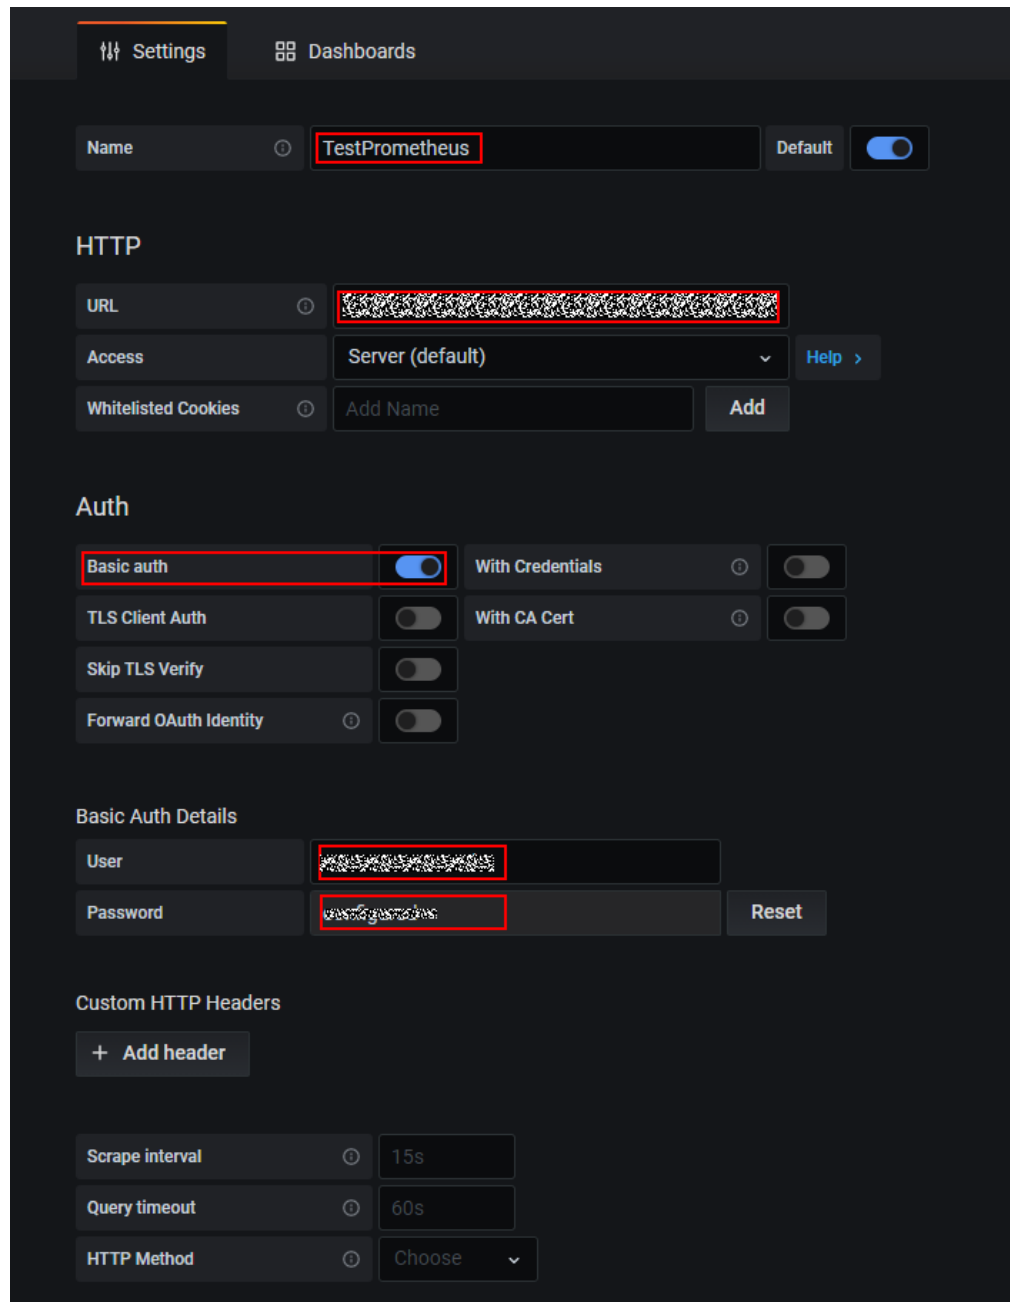 Settings
Dashboards
Name
TestPrometheus
Default
HTTP
URL
Access
Server (default)
Help >
Whitelisted Cookies
Add Name
Add
Auth
Basic auth
With Credentials
TLS Client Auth
With CA Cert
Skip TLS Verify
Forward OAuth Identity
Basic Auth Details
User
Password
Reset
Custom HTTP Headers
+ Add header
Scrape interval
15s
Query timeout
60s
HTTP Method
Choose